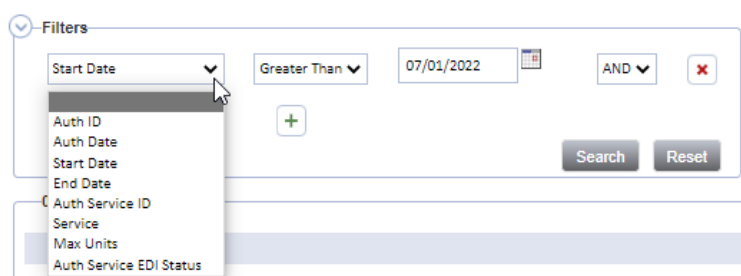 Filters
Start Date Greater Than 07/01/2022 AND
Auth ID
Auth Date
Start Date
End Date
Auth Service ID
Service
Max Units
Auth Service EDI Status
Search Reset